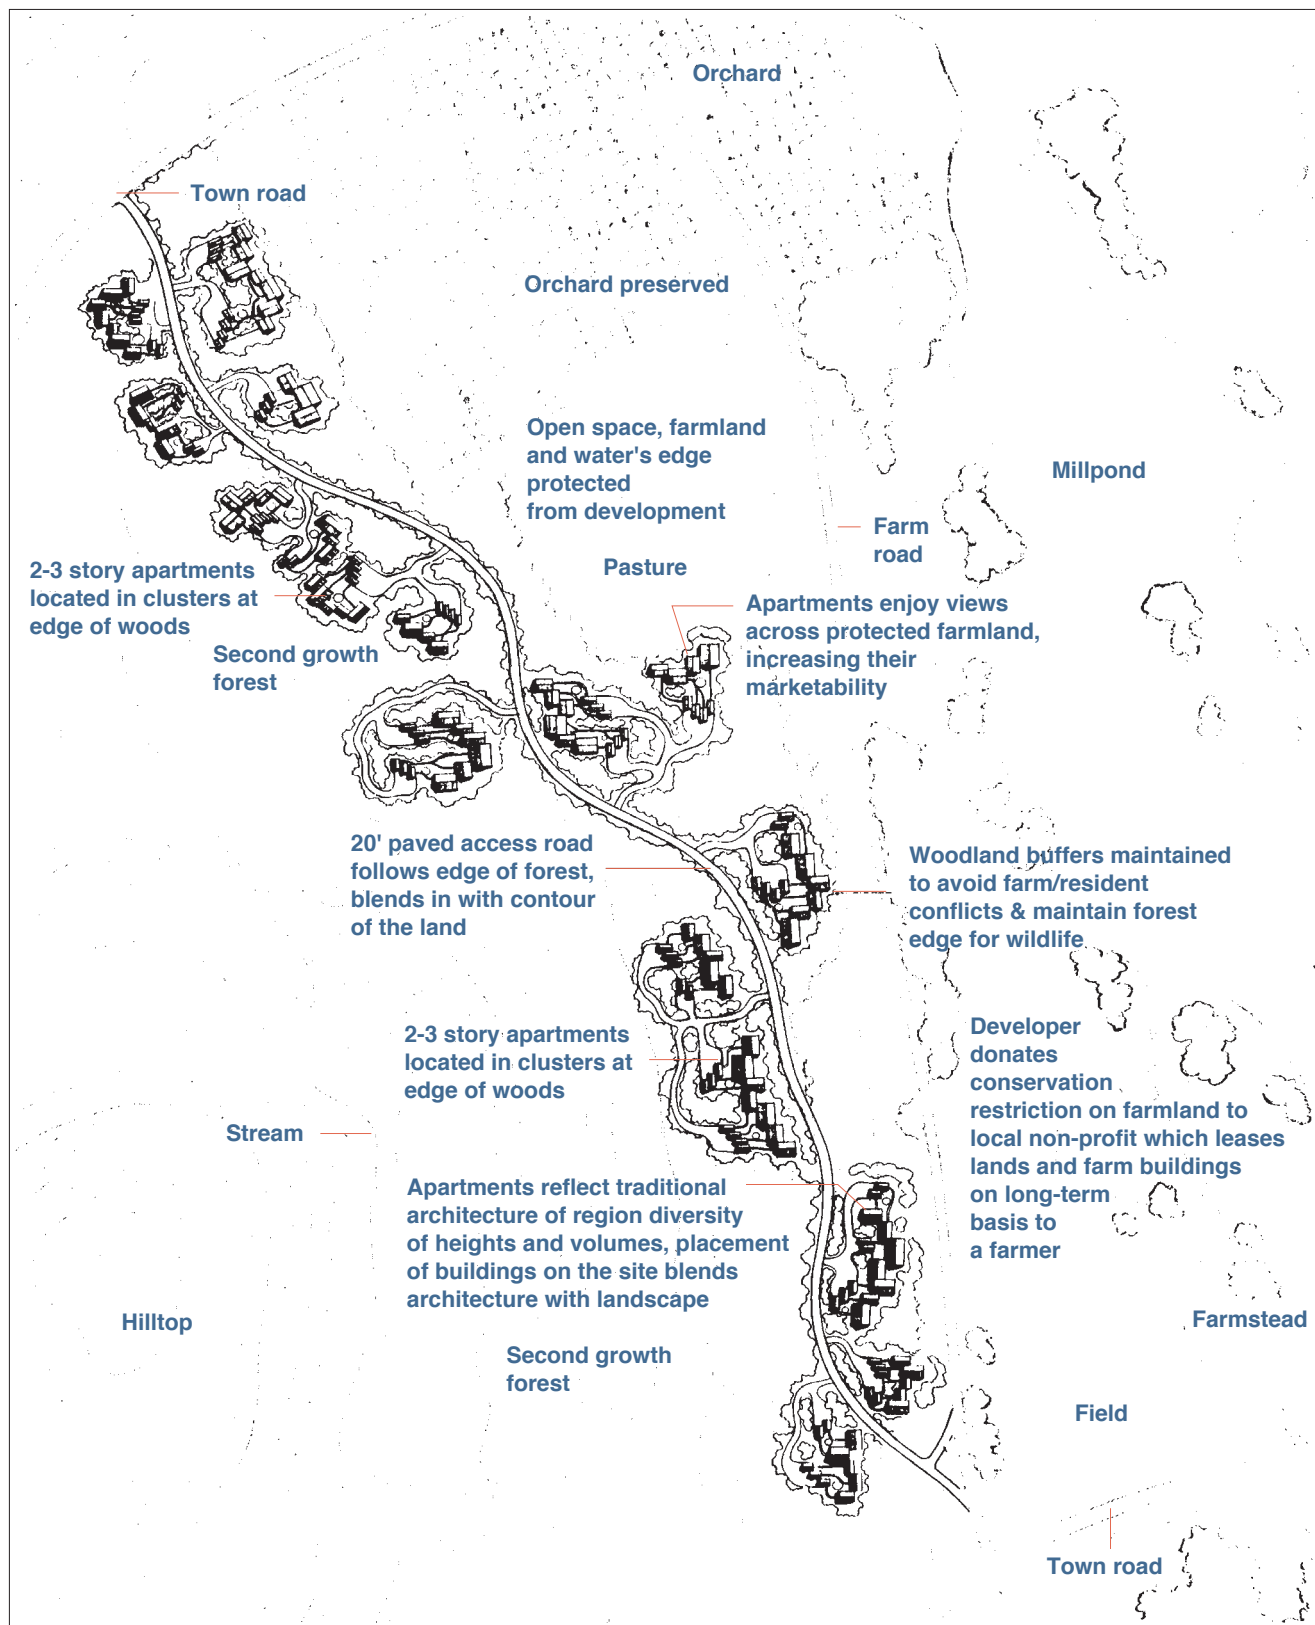 Orchard
Town road
Orchard preserved
Open space, farmland
and water's edge
protected
from development
Millpond
Farm
road
Pasture
2-3 story apartments
located in clusters at
edge of woods
Apartments enjoy views
across protected farmland,
increasing their
marketability
Second growth
forest
20' paved access road
follows edge of forest,
blends in with contour
of the land
Woodland buffers maintained
to avoid farm/resident
conflicts & maintain forest
edge for wildlife
2-3 story apartments
located in clusters at
edge of woods
Developer
donates
conservation
restriction on farmland to
local non-profit which leases
lands and farm buildings
on long-term
basis to
a farmer
Stream
Apartments reflect traditional
architecture of region diversity
of heights and volumes, placement
of buildings on the site blends
architecture with landscape
Hilltop
Farmstead
Second growth
forest
Field
Town road